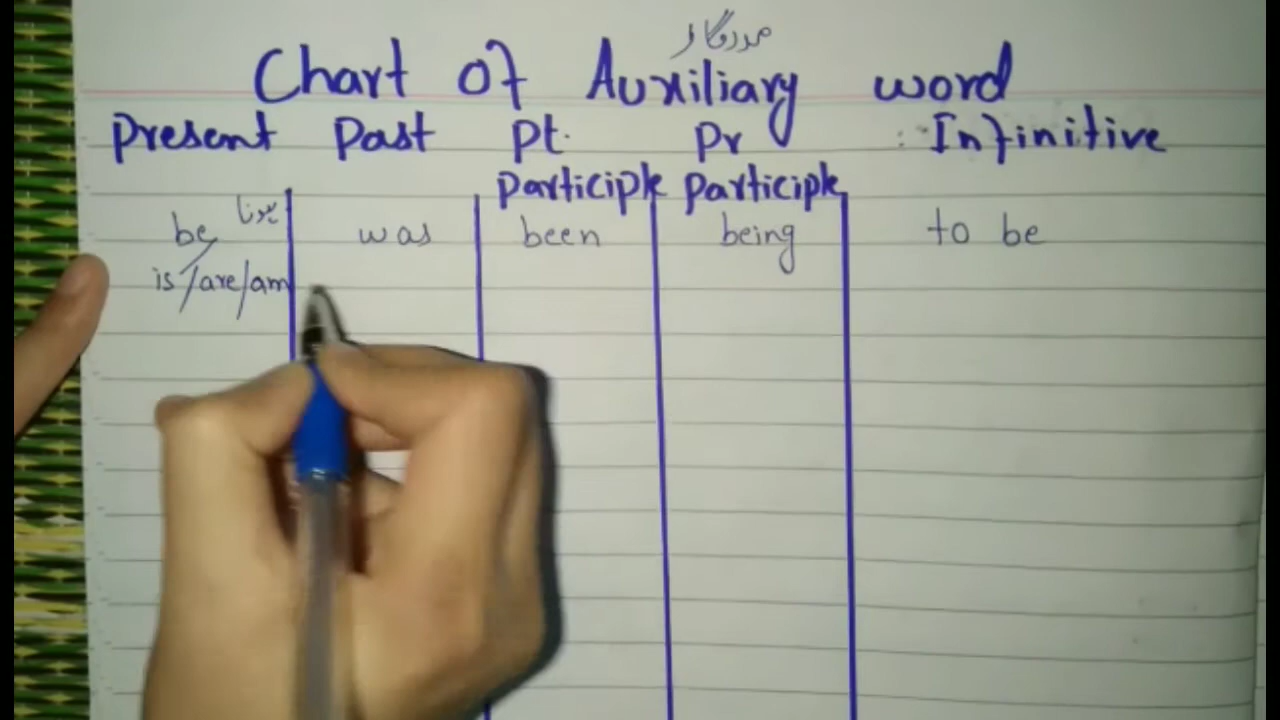 مددگار
Chart of Auxiliary word
Present Past Pt. Pr : Infinitive
Participle Participle
be ہونا was been being to be
is/are/am